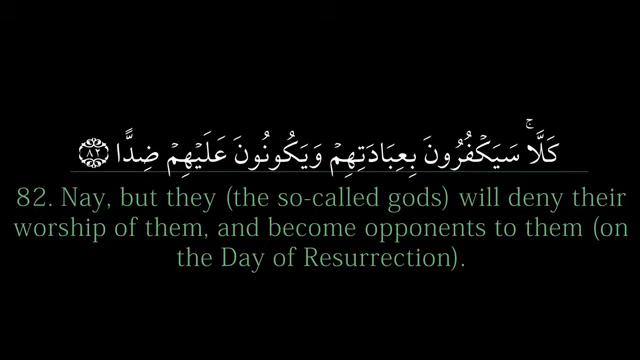 كَلَّاۚ سَيَكۡفُرُونَ بِعِبَادَتِهِمۡ وَيَكُونُونَ عَلَيۡهِمۡ ضِدًّا ٨٢
82. Nay, but they (the so-called gods) will deny their
worship of them, and become opponents to them (on
the Day of Resurrection).